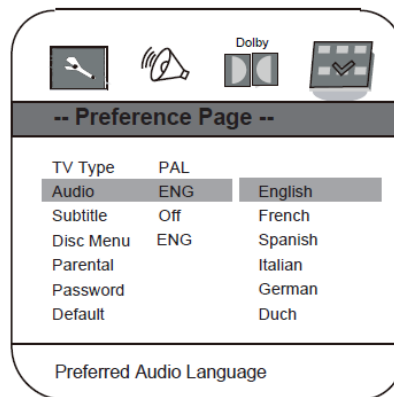 Dolby
-- Preference Page --
TV Type PAL
Audio ENG English
Subtitle Off French
Disc Menu ENG Spanish
Parental Italian
Password German
Default Duch
Preferred Audio Language